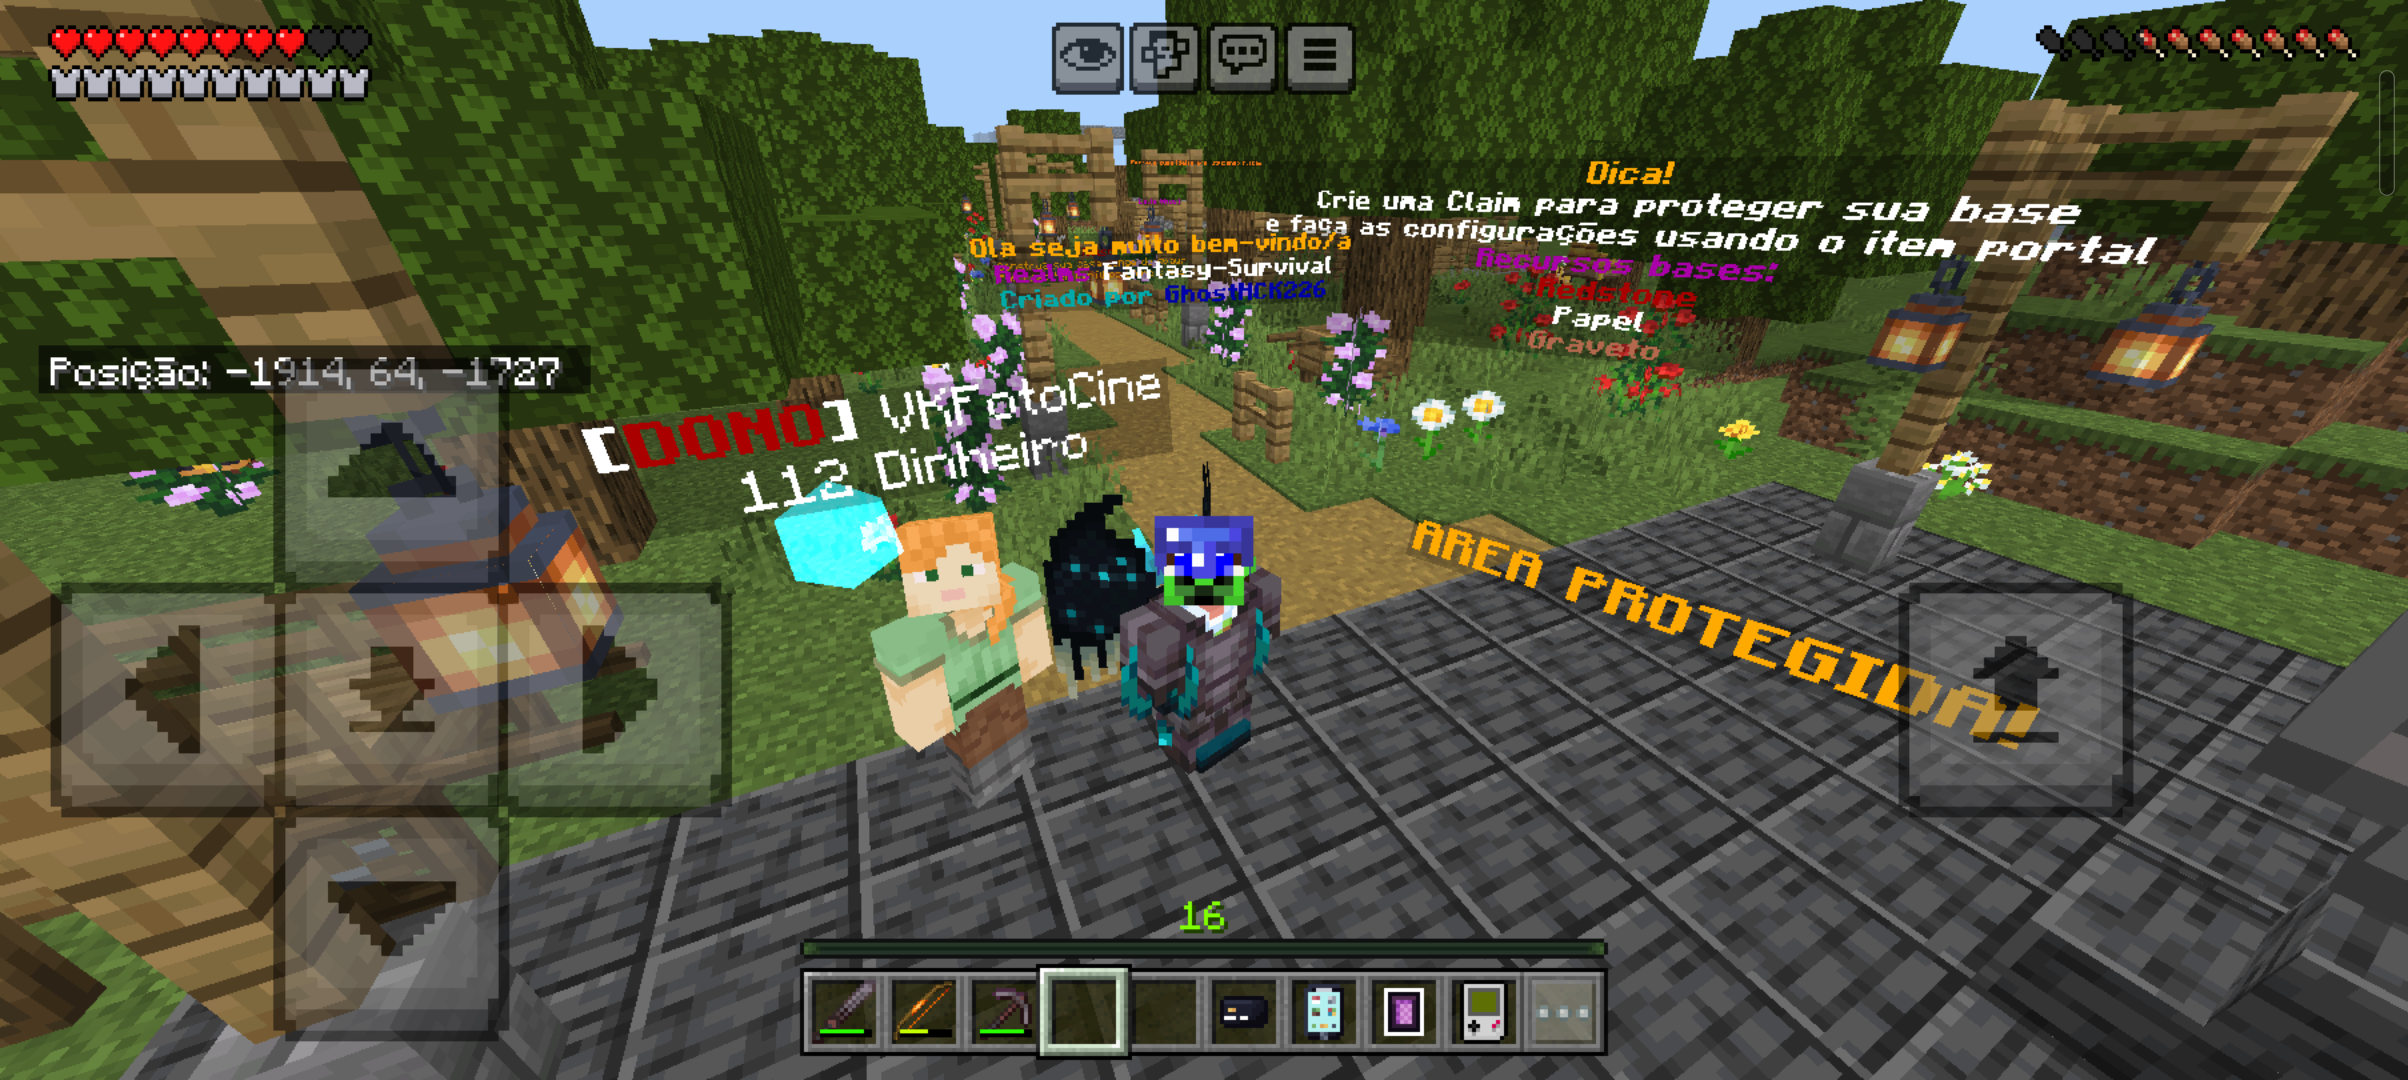 Dica!
Crie uma Claim para proteger sua base
e faça as configurações usando o item portal
Ola seja muito bem-vindo/a
Realms Fantasy-Survival
Criado por GhostHCK226
Recursos bases:
Redstone
Papel
Graveto
Posição: -1914, 64, -1727
[DONO] VKFotoCine
112 Dinheiro
AREA PROTEGIDA!
16